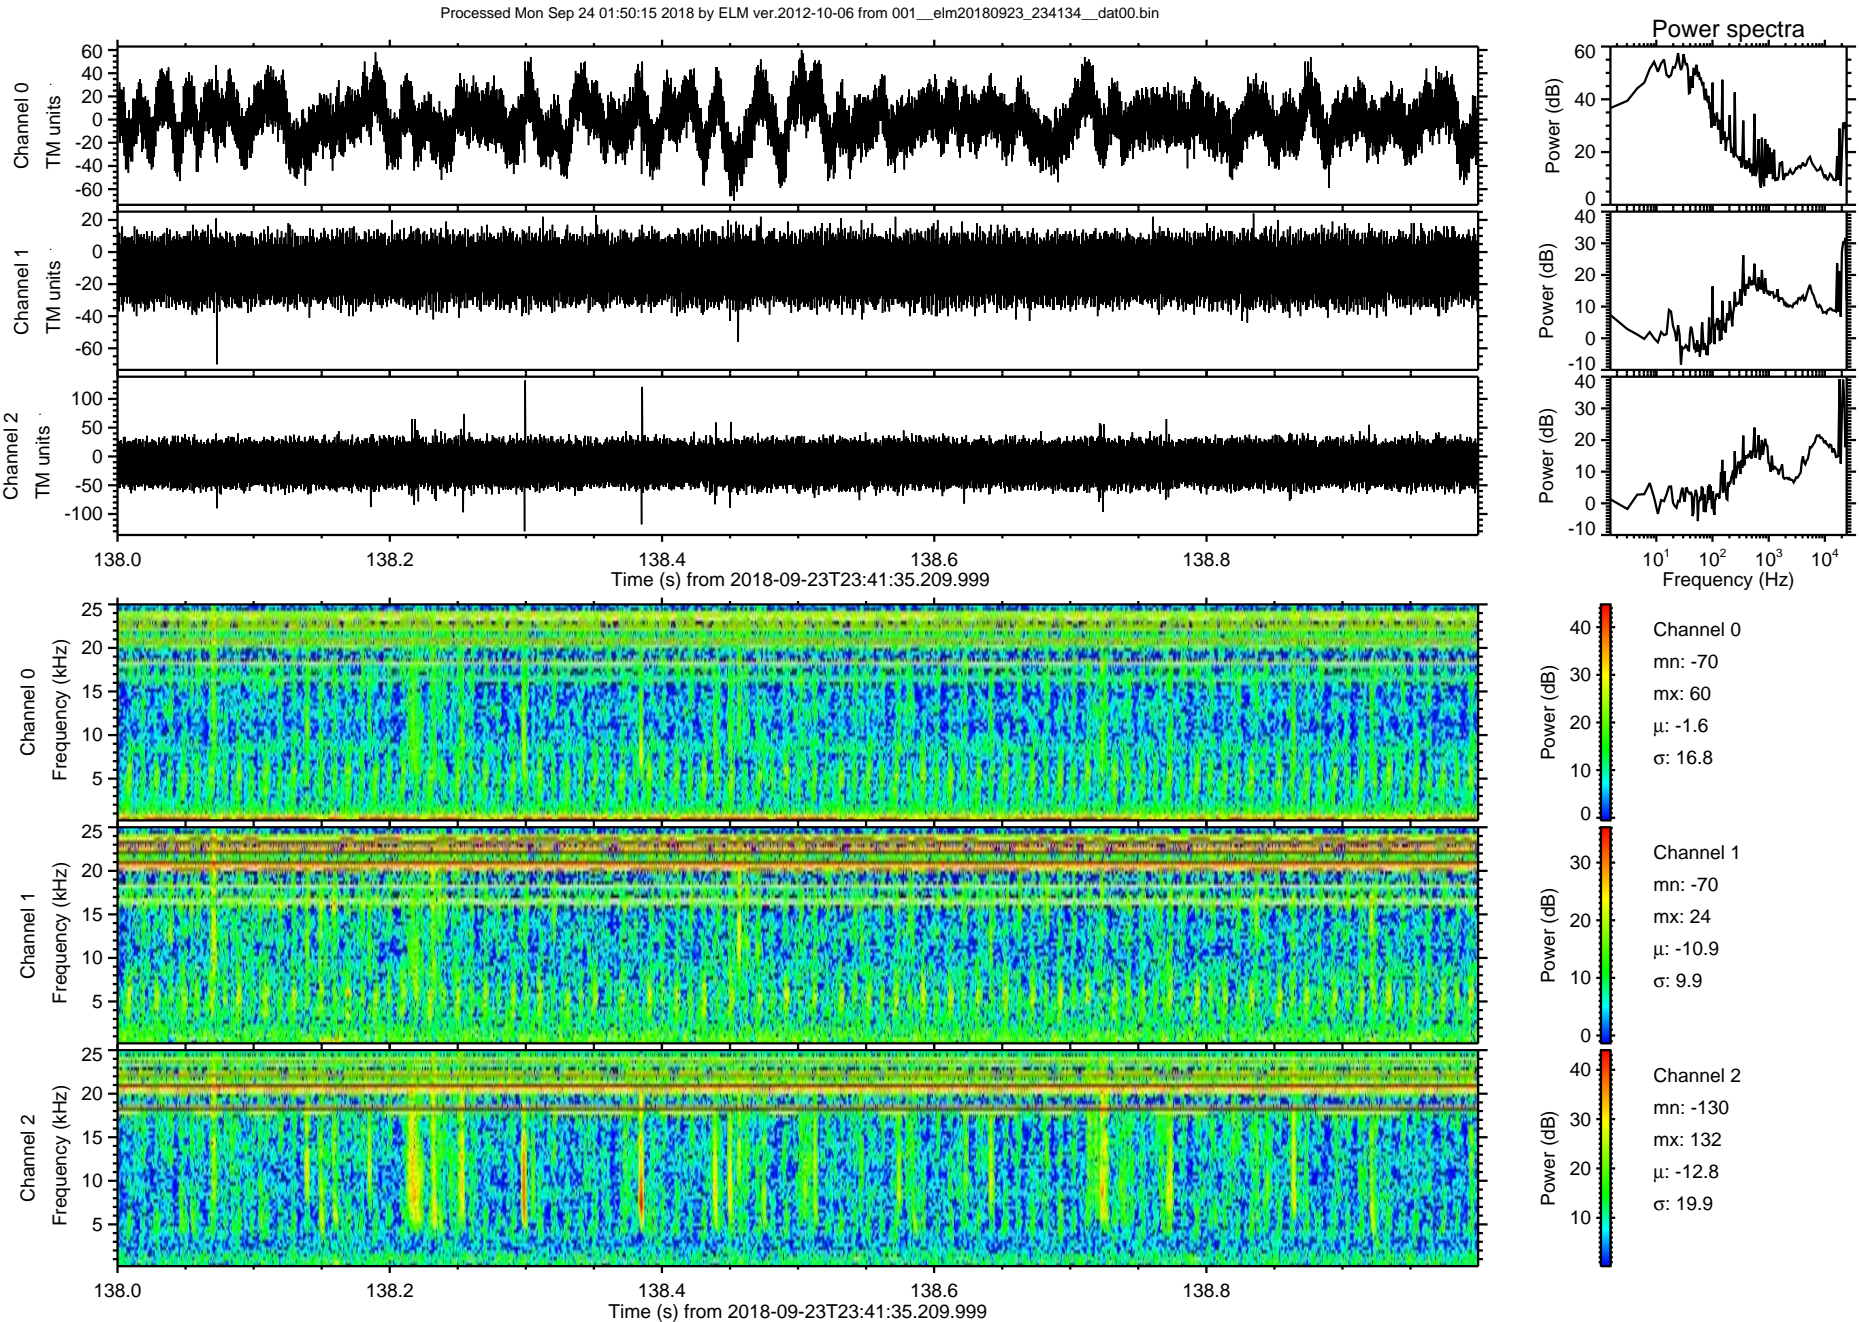 Processed Mon Sep 24 01:50:15 2018 by ELM ver.2012-10-06 from 001__elm20180923_234134__dat00.bin
Power spectra
Channel 0
TM units
60
40
20
0
-20
-40
-60
Power (dB)
60
40
20
0
Channel 1
TM units
20
0
-20
-40
-60
Power (dB)
40
30
20
10
0
-10
Channel 2
TM units
100
50
0
-50
-100
Power (dB)
40
30
20
10
0
-10
138.0 138.2 138.4 138.6 138.8
Time (s) from 2018-09-23T23:41:35.209.999
10¹ 10² 10³ 10⁴
Frequency (Hz)
Channel 0
Frequency (kHz)
25
20
15
10
5
Power (dB)
40
30
20
10
0
Channel 0
mn: -70
mx: 60
μ: -1.6
σ: 16.8
Channel 1
Frequency (kHz)
25
20
15
10
5
Power (dB)
30
20
10
0
Channel 1
mn: -70
mx: 24
μ: -10.9
σ: 9.9
Channel 2
Frequency (kHz)
25
20
15
10
5
Power (dB)
40
30
20
10
Channel 2
mn: -130
mx: 132
μ: -12.8
σ: 19.9
138.0 138.2 138.4 138.6 138.8
Time (s) from 2018-09-23T23:41:35.209.999